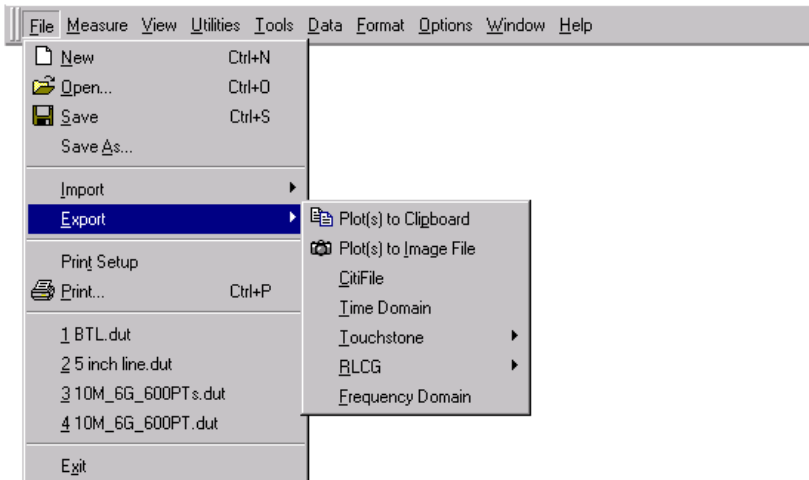 File Measure View Utilities Tools Data Format Options Window Help
New Ctrl+N
Open... Ctrl+O
Save Ctrl+S
Save As...
Import
Export
Print Setup
Print... Ctrl+P
1 BTL.dut
2 5 inch line.dut
3 10M_6G_600PTs.dut
4 10M_6G_600PT.dut
Exit
Plot(s) to Clipboard
Plot(s) to Image File
CitiFile
Time Domain
Touchstone
RLCG
Frequency Domain